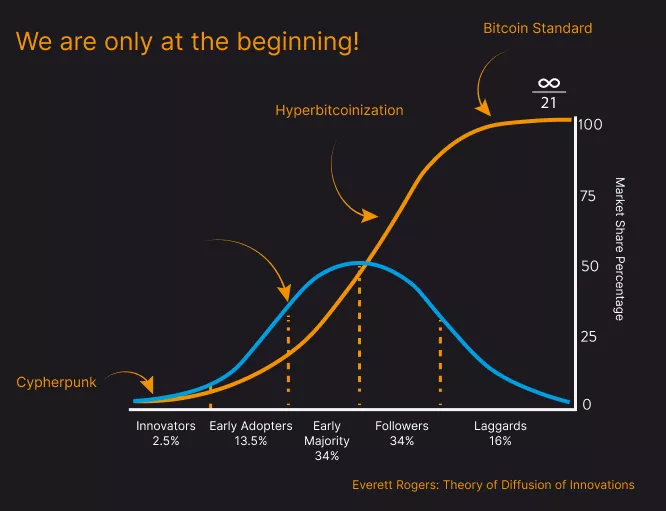 We are only at the beginning!
Bitcoin Standard
∞
21
Hyperbitcoinization
Cypherpunk
100
75
50
25
0
Market Share Percentage
Innovators
2.5%
Early Adopters
13.5%
Early
Majority
34%
Followers
34%
Laggards
16%
Everett Rogers: Theory of Diffusion of Innovations